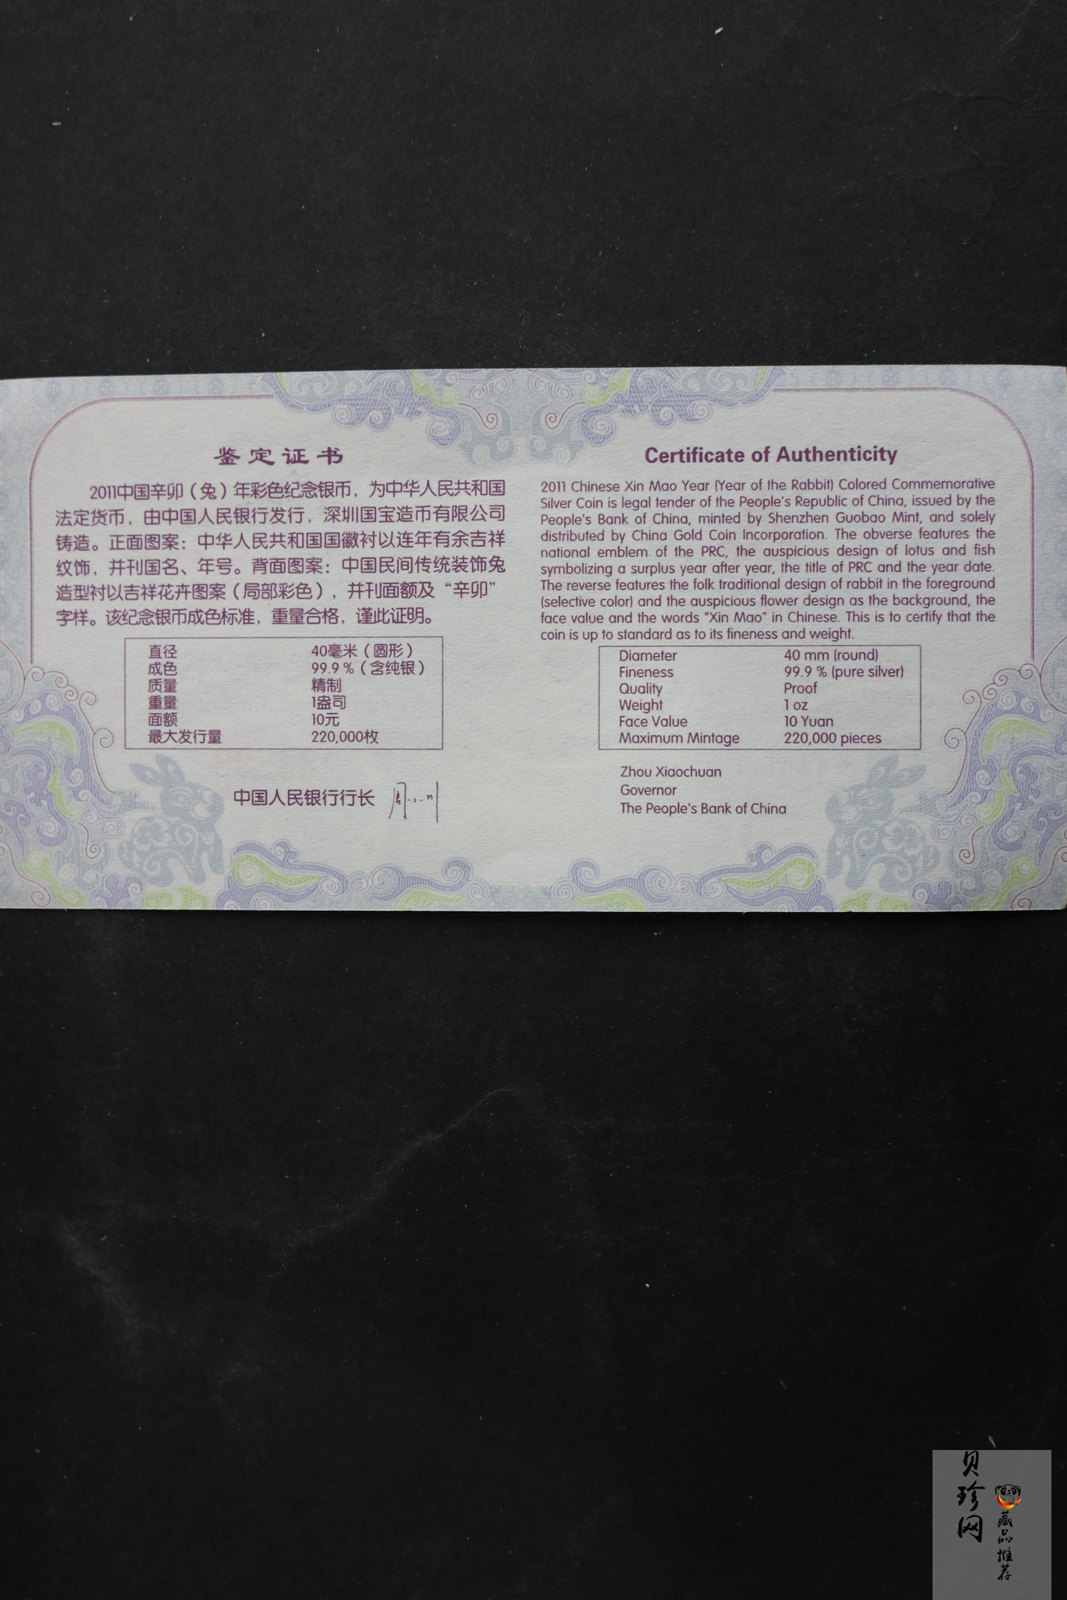 鉴定证书
2011中国辛卯（兔）年彩色纪念银币，为中华人民共和国
法定货币，由中国人民银行发行，深圳国宝造币有限公司
铸造。正面图案：中华人民共和国国徽衬以连年有余吉祥
纹饰，并刊国名、年号。背面图案：中国民间传统装饰兔
造型衬以吉祥花卉图案（局部彩色），并刊面额及“辛卯”
字样。该纪念银币成色标准，重量合格，谨此证明。
直径 40毫米（圆形）
成色 99.9％（含纯银）
质量 精制
重量 1盎司
面额 10元
最大发行量 220,000枚
中国人民银行行长
Certificate of Authenticity
2011 Chinese Xin Mao Year (Year of the Rabbit) Colored Commemorative
Silver Coin is legal tender of the People's Republic of China, issued by the
People's Bank of China, minted by Shenzhen Guobao Mint, and solely
distributed by China Gold Coin Incorporation. The obverse features the
national emblem of the PRC, the auspicious design of lotus and fish
symbolizing a surplus year after year, the title of PRC and the year date.
The reverse features the folk traditional design of rabbit in the foreground
(selective color) and the auspicious flower design as the background, the
face value and the words "Xin Mao" in Chinese. This is to certify that the
coin is up to standard as to its fineness and weight.
Diameter 40 mm (round)
Fineness 99.9 % (pure silver)
Quality Proof
Weight 1 oz
Face Value 10 Yuan
Maximum Mintage 220,000 pieces
Zhou Xiaochuan
Governor
The People's Bank of China
贝珍网
藏品推荐